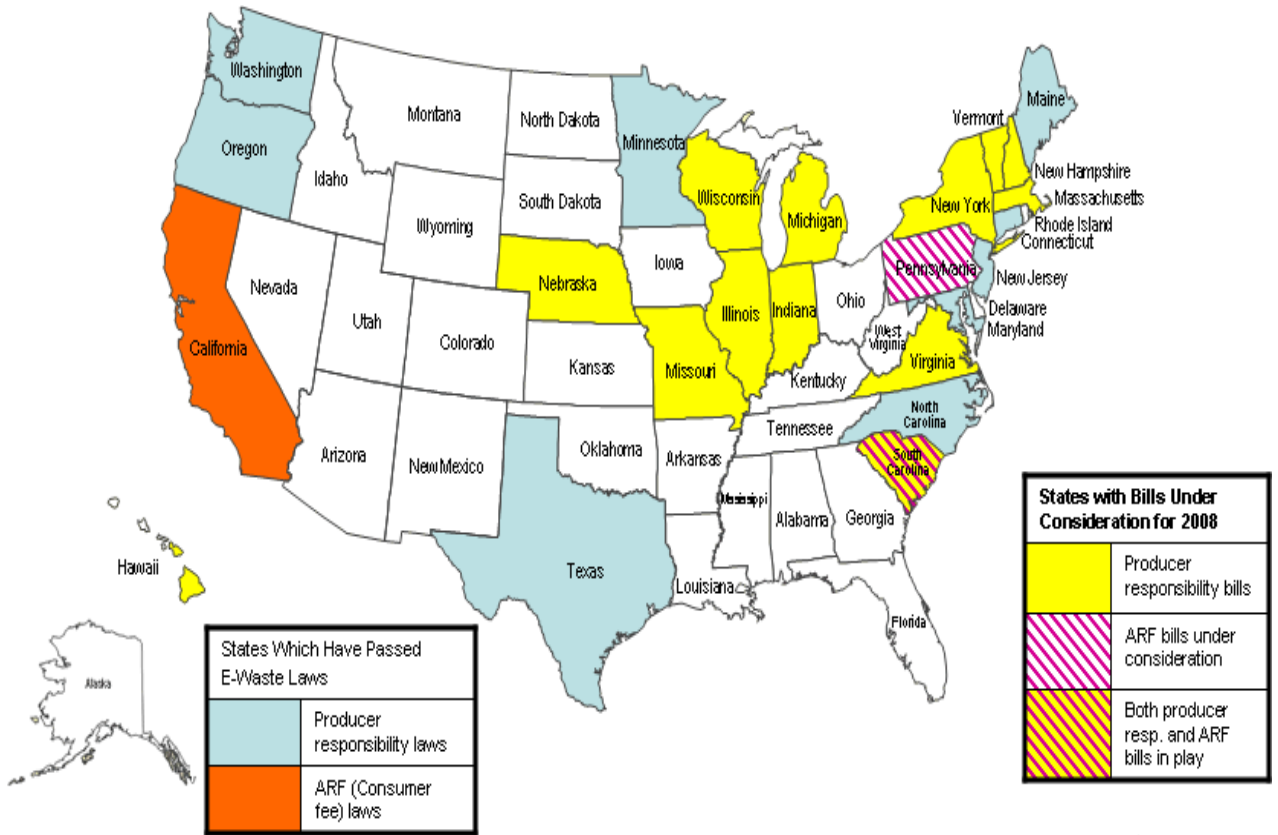 Washington
Oregon
California
Nevada
Idaho
Montana
Wyoming
Utah
Arizona
Colorado
New Mexico
North Dakota
South Dakota
Nebraska
Kansas
Oklahoma
Texas
Minnesota
Iowa
Missouri
Arkansas
Louisiana
Wisconsin
Illinois
Michigan
Indiana
Ohio
Kentucky
Tennessee
Mississippi
Alabama
Georgia
Florida
South
Carolina
North
Carolina
Virginia
West
Virginia
Pennsylvania
New York
Vermont
Maine
New Hampshire
Massachusetts
Rhode Island
Connecticut
New Jersey
Delaware
Maryland
Hawaii
Alaska
States Which Have Passed
E-Waste Laws
Producer
responsibility laws
ARF (Consumer
fee) laws
States with Bills Under
Consideration for 2008
Producer
responsibility bills
ARF bills under
consideration
Both producer
resp. and ARF
bills in play